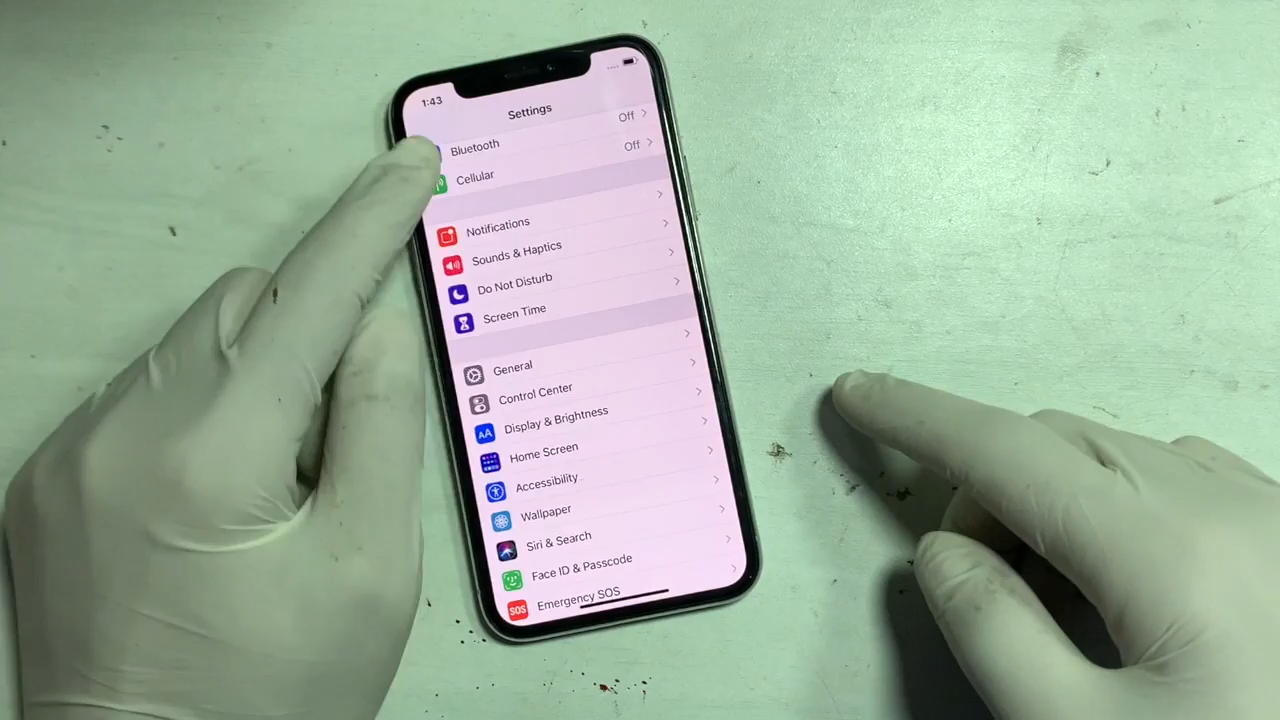 1:43
Settings
Bluetooth Off
Cellular Off
Notifications
Sounds & Haptics
Do Not Disturb
Screen Time
General
Control Center
AA Display & Brightness
Home Screen
Accessibility
Wallpaper
Siri & Search
Face ID & Passcode
SOS Emergency SOS